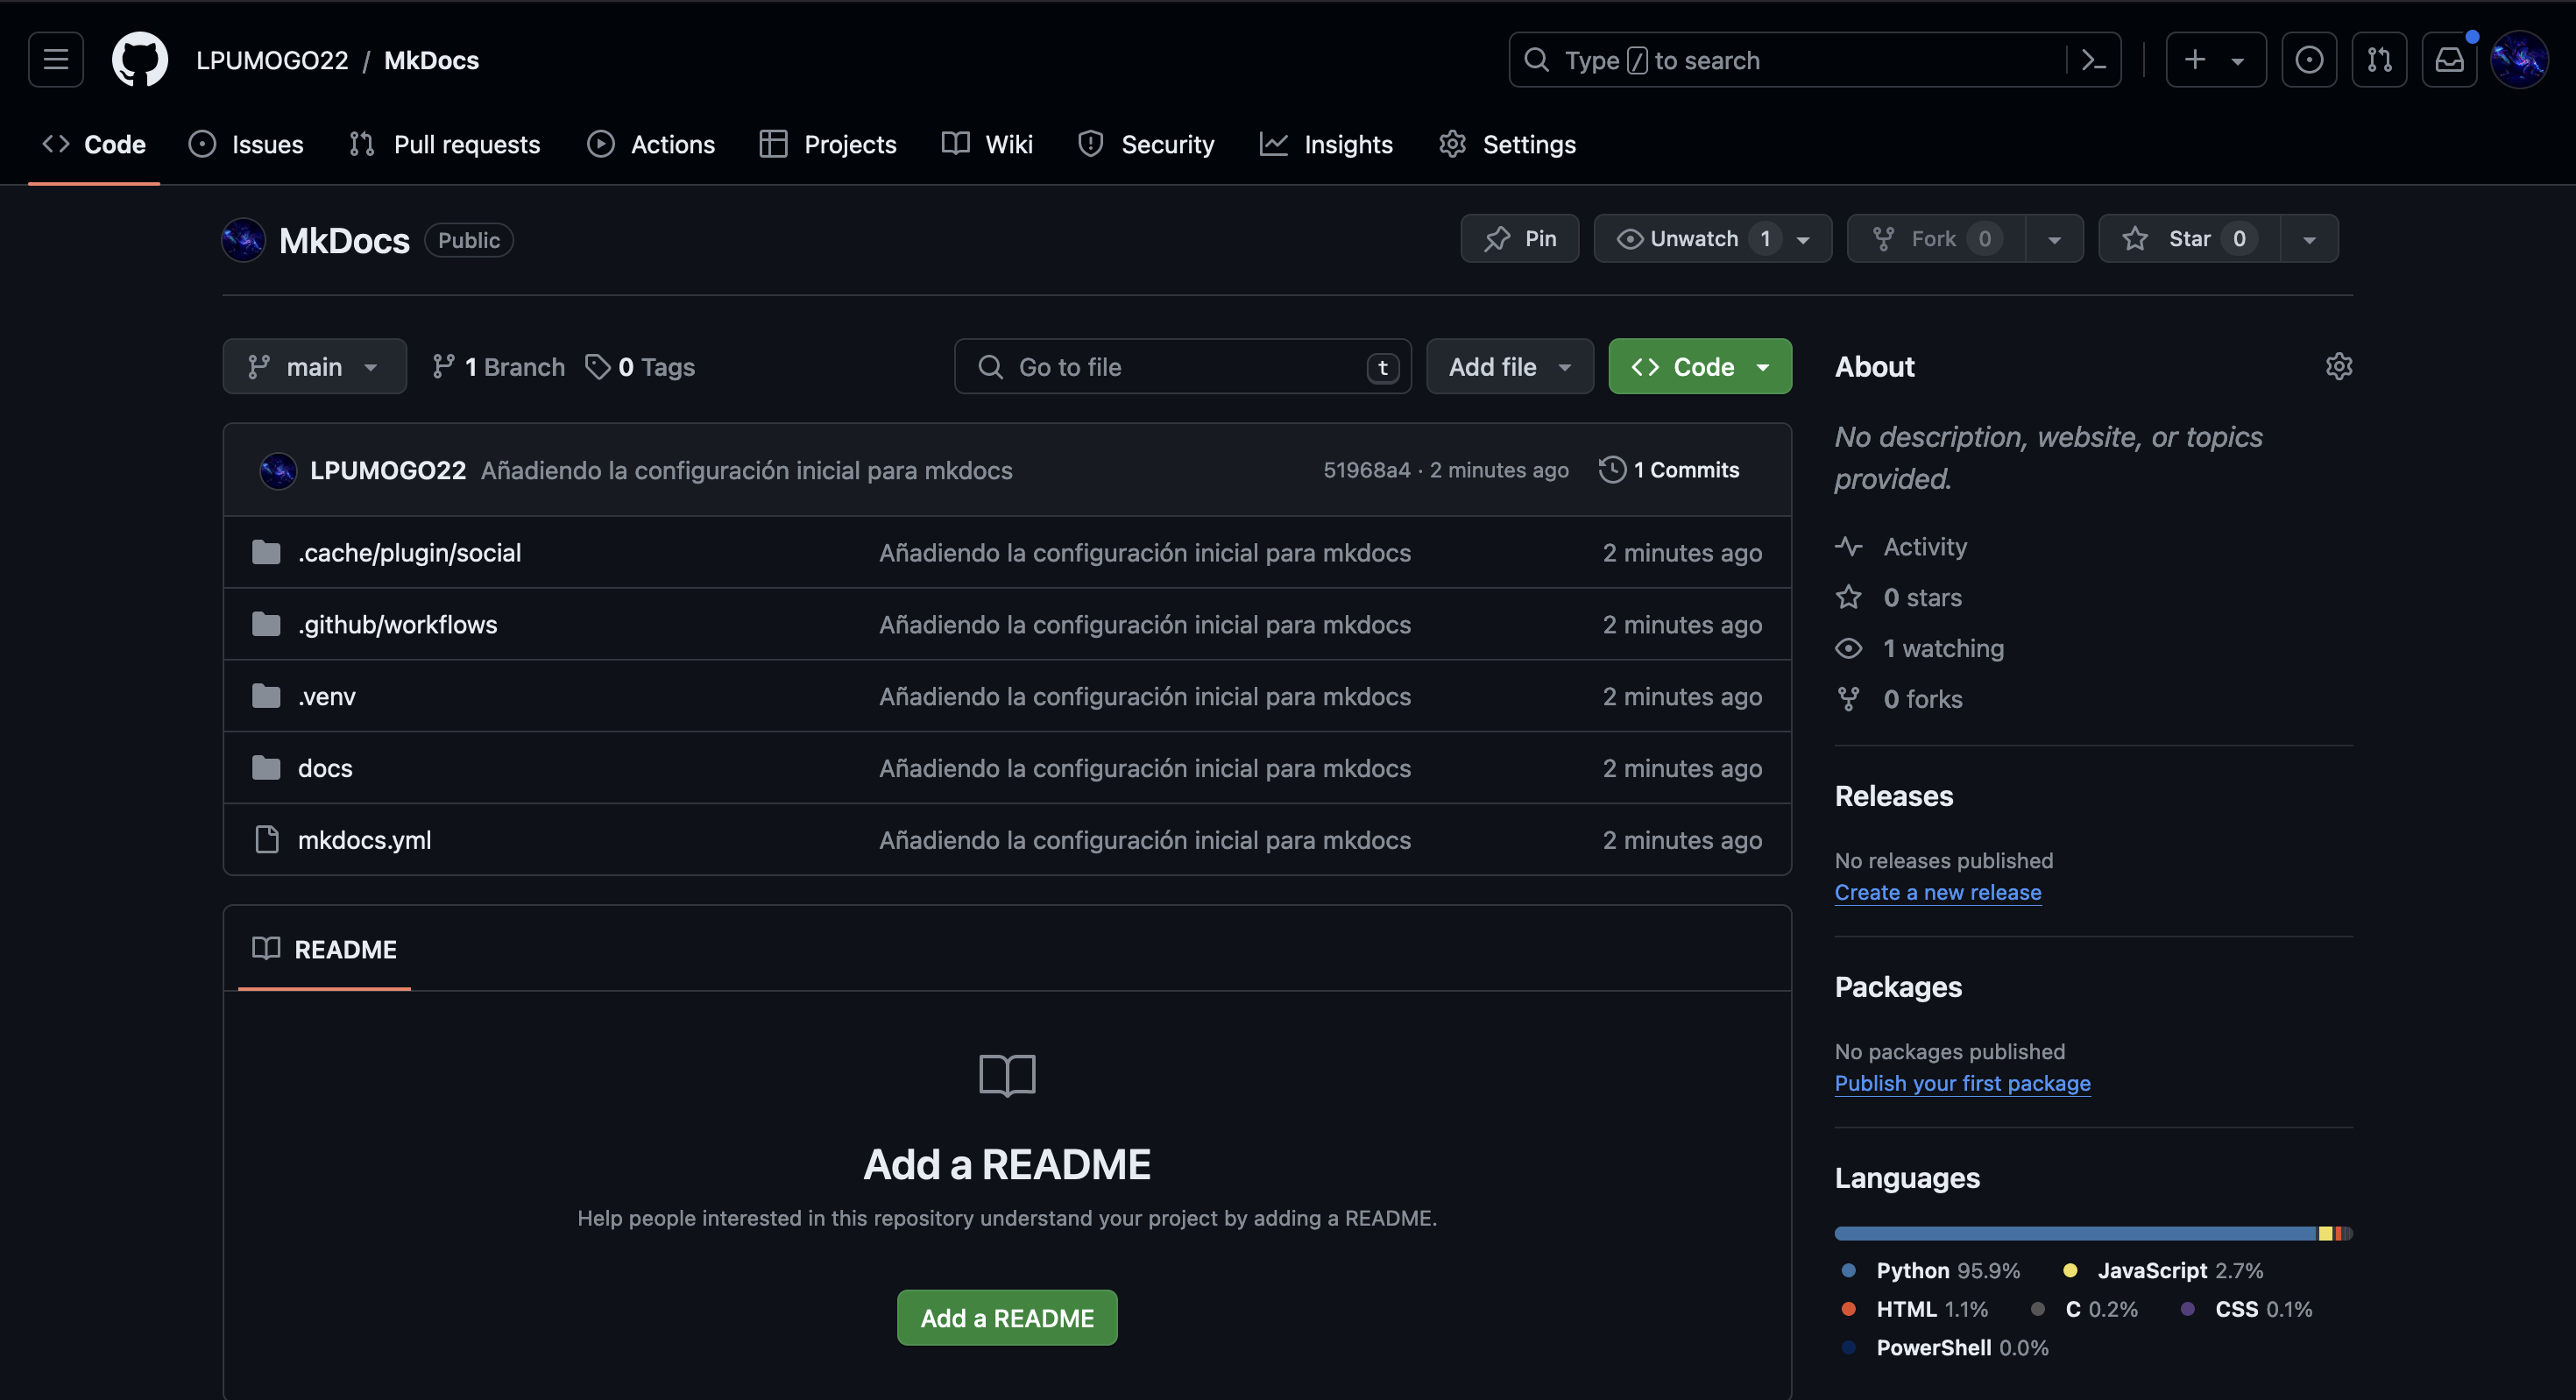 LPUMOGO22 / MkDocs
Type / to search
Code Issues Pull requests Actions Projects Wiki Security Insights Settings
MkDocs Public
Pin Unwatch 1 Fork 0 Star 0
main 1 Branch 0 Tags Go to file t Add file Code
LPUMOGO22 Añadiendo la configuración inicial para mkdocs 51968a4 · 2 minutes ago 1 Commits
.cache/plugin/social Añadiendo la configuración inicial para mkdocs 2 minutes ago
.github/workflows Añadiendo la configuración inicial para mkdocs 2 minutes ago
.venv Añadiendo la configuración inicial para mkdocs 2 minutes ago
docs Añadiendo la configuración inicial para mkdocs 2 minutes ago
mkdocs.yml Añadiendo la configuración inicial para mkdocs 2 minutes ago
README
Add a README
Help people interested in this repository understand your project by adding a README.
Add a README
About
No description, website, or topics
provided.
Activity
0 stars
1 watching
0 forks
Releases
No releases published
Create a new release
Packages
No packages published
Publish your first package
Languages
Python 95.9% JavaScript 2.7%
HTML 1.1% C 0.2% CSS 0.1%
PowerShell 0.0%